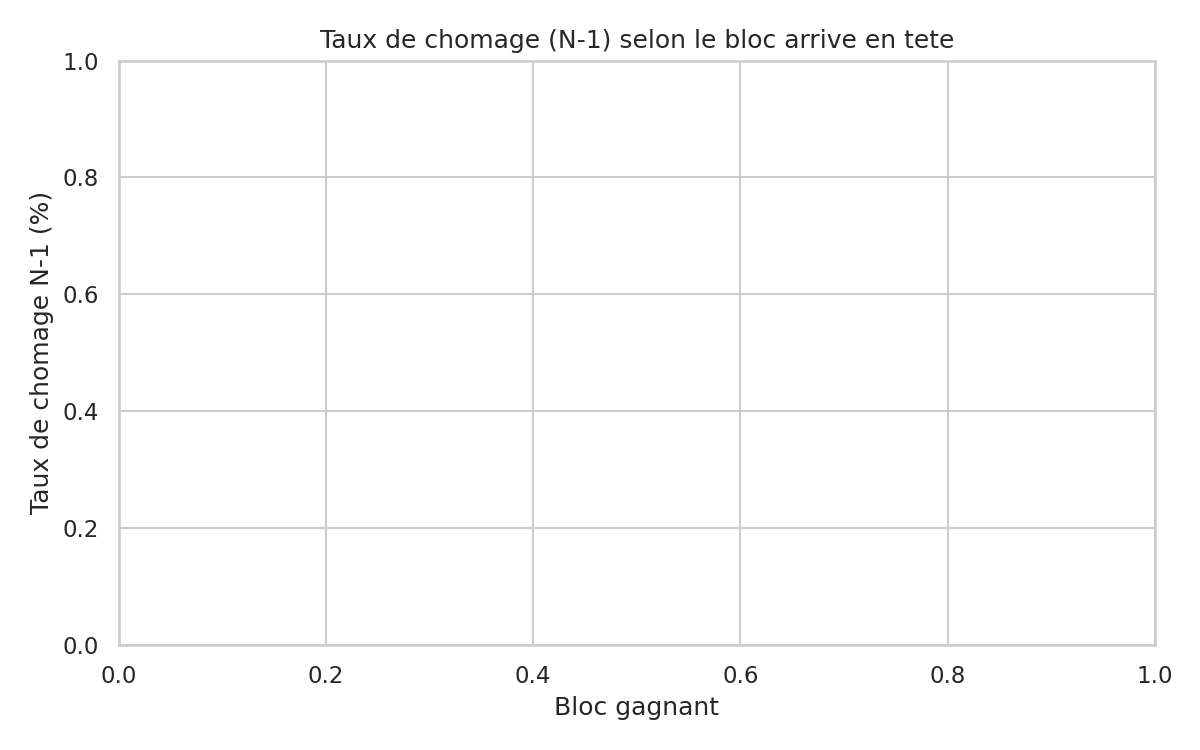 Taux de chomage (N-1) selon le bloc arrive en tete
1.0
0.8
0.6
0.4
0.2
0.0
Taux de chomage N-1 (%)
0.0 0.2 0.4 0.6 0.8 1.0
Bloc gagnant